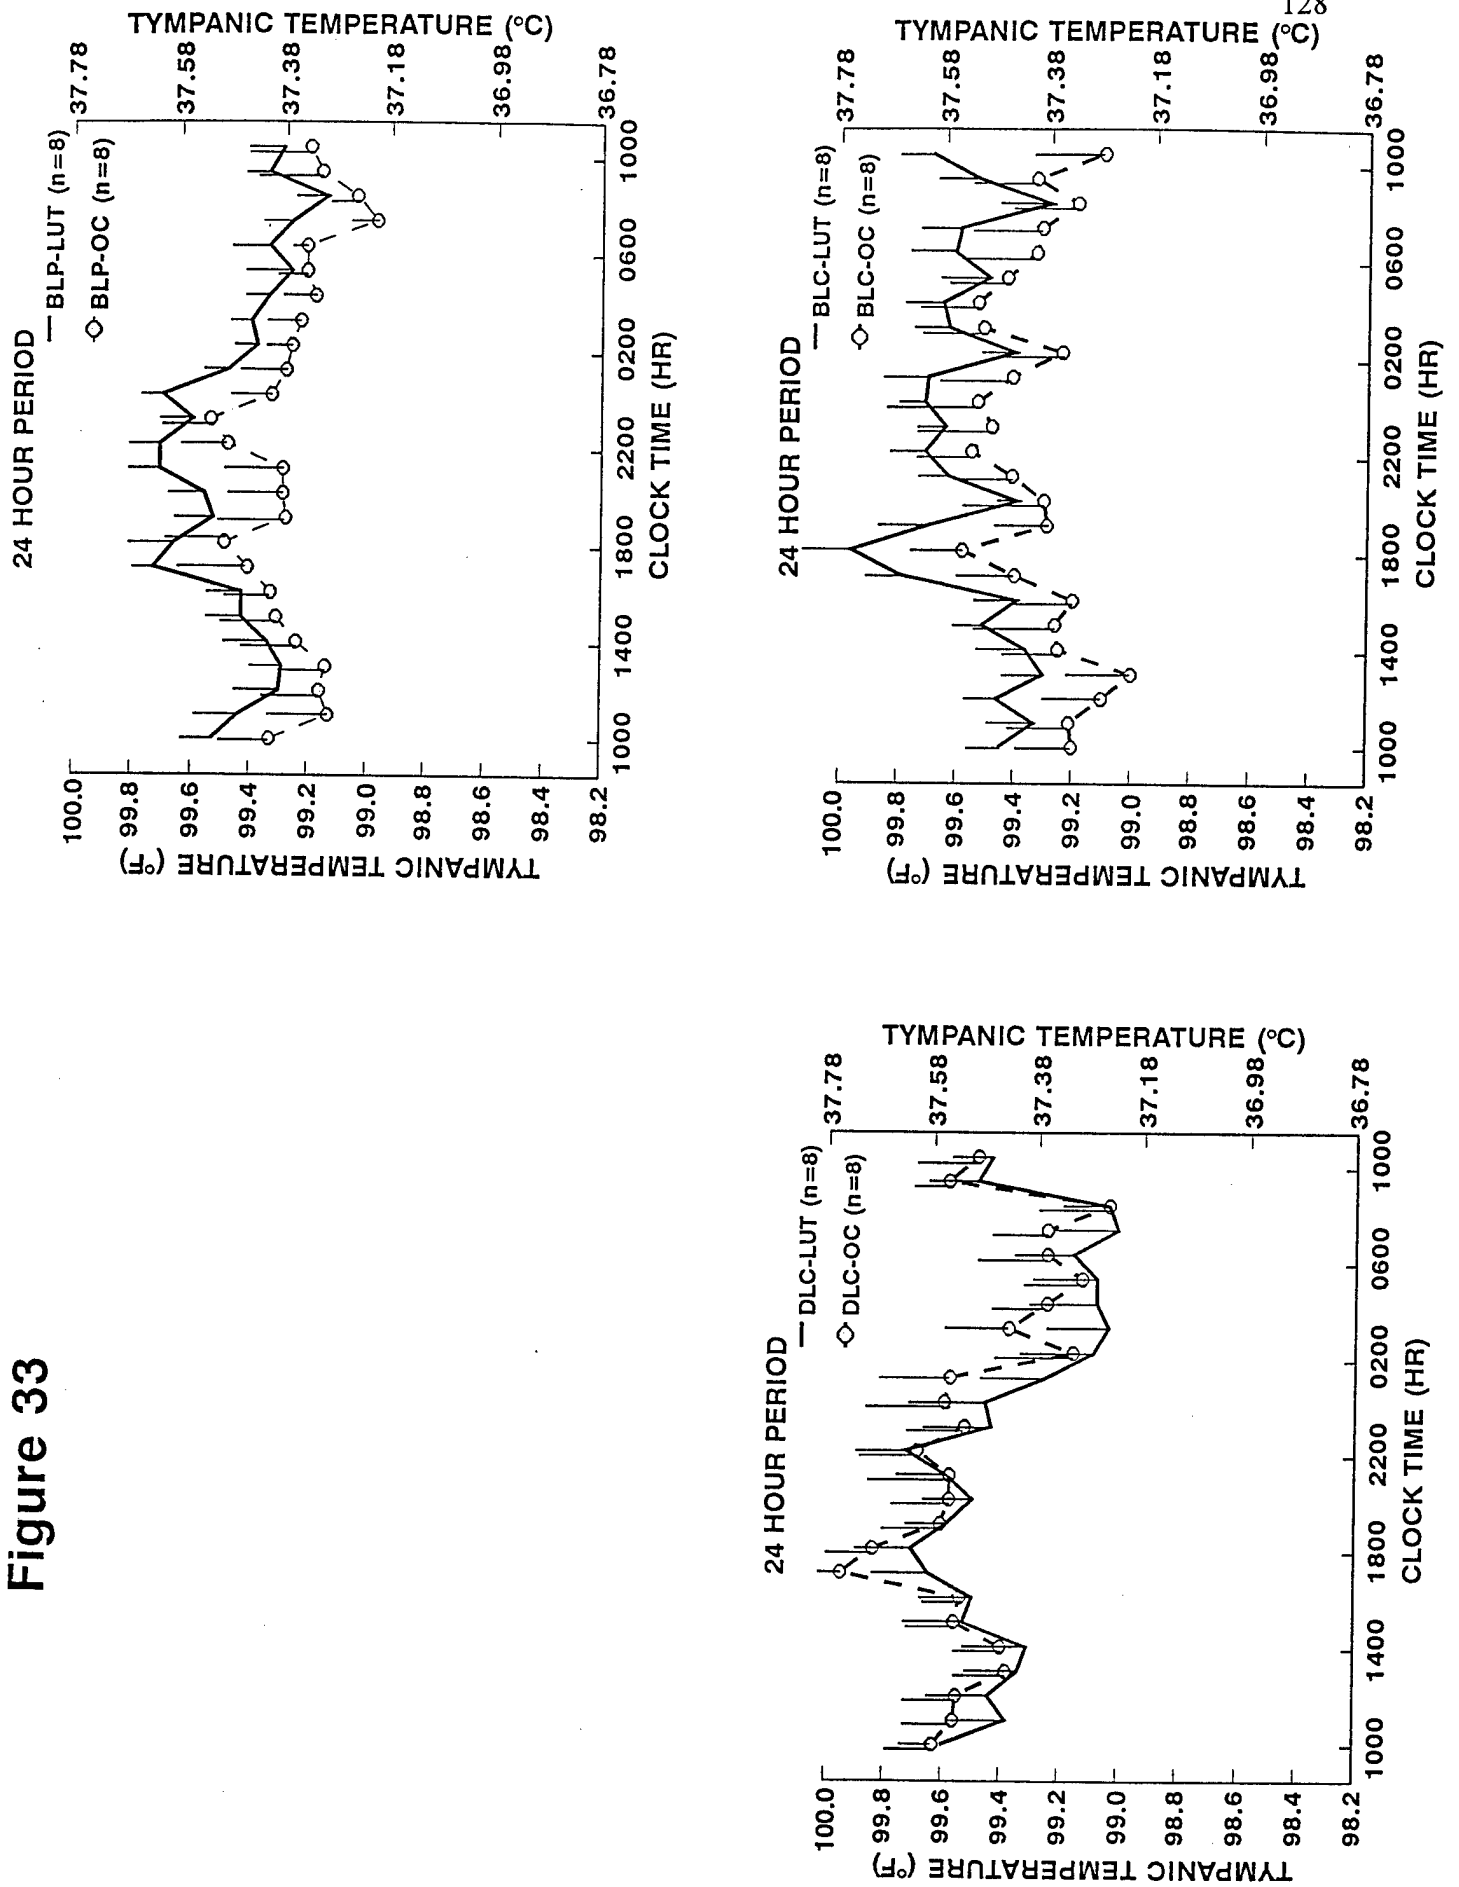 128
Figure 33
24 HOUR PERIOD
— BLP-LUT (n=8)
BLP-OC (n=8)
TYMPANIC TEMPERATURE (°F)
100.0
99.8
99.6
99.4
99.2
99.0
98.8
98.6
98.4
98.2
TYMPANIC TEMPERATURE (°C)
37.78
37.58
37.38
37.18
36.98
36.78
1000 1400 1800 2200 0200 0600 1000
CLOCK TIME (HR)
24 HOUR PERIOD
— DLC-LUT (n=8)
DLC-OC (n=8)
TYMPANIC TEMPERATURE (°F)
100.0
99.8
99.6
99.4
99.2
99.0
98.8
98.6
98.4
98.2
TYMPANIC TEMPERATURE (°C)
37.78
37.58
37.38
37.18
36.98
36.78
1000 1400 1800 2200 0200 0600 1000
CLOCK TIME (HR)
24 HOUR PERIOD
— BLC-LUT (n=8)
BLC-OC (n=8)
TYMPANIC TEMPERATURE (°F)
100.0
99.8
99.6
99.4
99.2
99.0
98.8
98.6
98.4
98.2
TYMPANIC TEMPERATURE (°C)
37.78
37.58
37.38
37.18
36.98
36.78
1000 1400 1800 2200 0200 0600 1000
CLOCK TIME (HR)